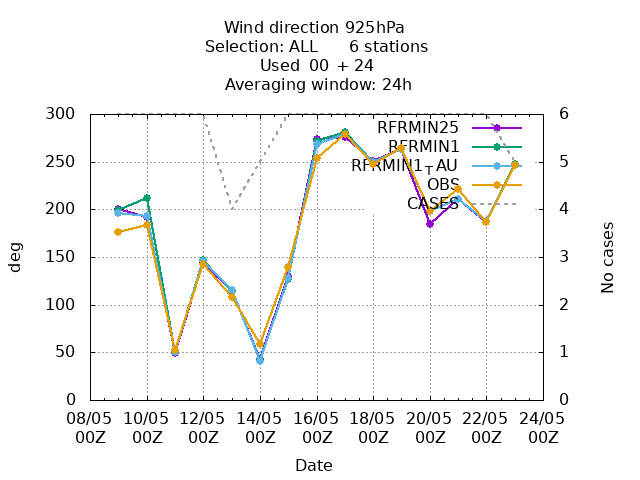 Wind direction 925hPa
Selection: ALL      6 stations
Used  00 + 24
Averaging window: 24h
300 6
RFRMIN25
RFRMIN1
250 5
RFRMIN1_TAU
OBS
CASES
200 4
150 3
100 2
50 1
0 0
deg
No cases
08/05 10/05 12/05 14/05 16/05 18/05 20/05 22/05 24/05
00Z 00Z 00Z 00Z 00Z 00Z 00Z 00Z 00Z
Date